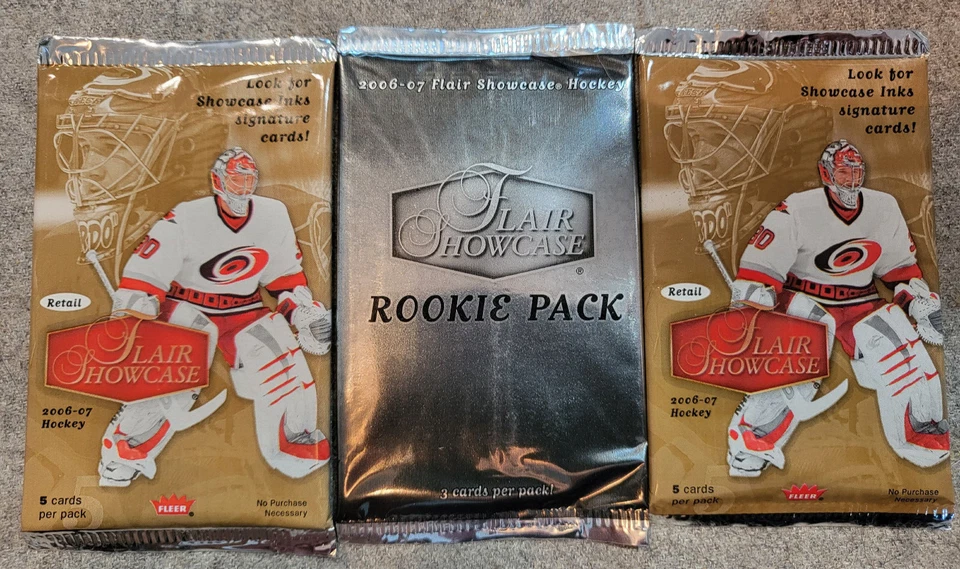 Look for
Showcase Inks
signature
cards!
30
Retail
FLAIR
SHOWCASE
2006-07
Hockey
5 cards
per pack
FLEER
No Purchase
Necessary
2006-07 Flair Showcase® Hockey
FLAIR
SHOWCASE
®
ROOKIE PACK
3 cards per pack!
Look for
Showcase Inks
signature
cards!
30
Retail
FLAIR
SHOWCASE
2006-07
Hockey
5 cards
per pack
FLEER
No Purchase
Necessary